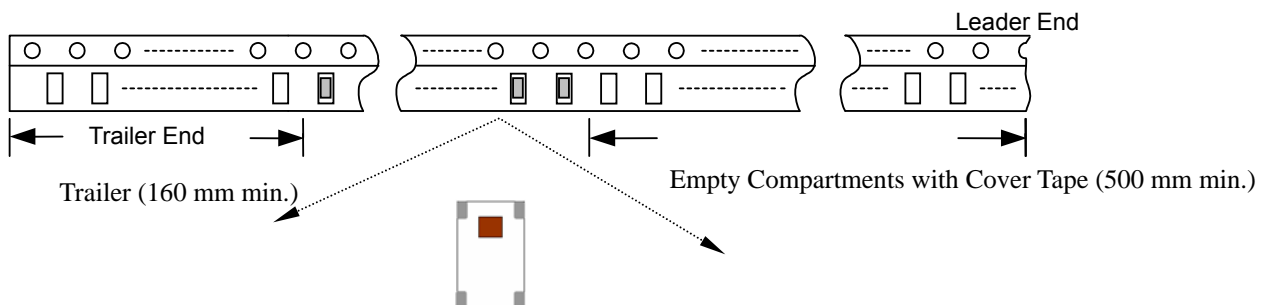 Leader End
Trailer End
Trailer (160 mm min.)
Empty Compartments with Cover Tape (500 mm min.)